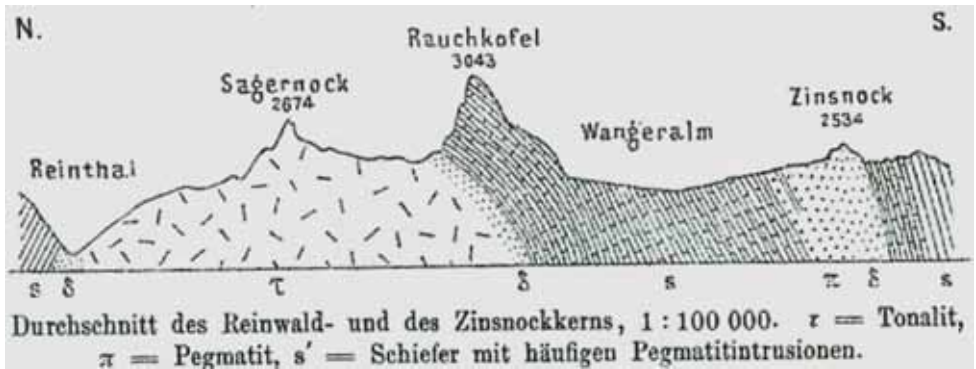 N.
S.
Rauchkofel
3043
Sagernock
2674
Zinsnock
2534
Wangeralm
Reinthal
s δ τ δ s π δ s
Durchschnitt des Reinwald- und des Zinsnockkerns, 1 : 100 000. τ = Tonalit,
π = Pegmatit, s' = Schiefer mit häufigen Pegmatitintrusionen.